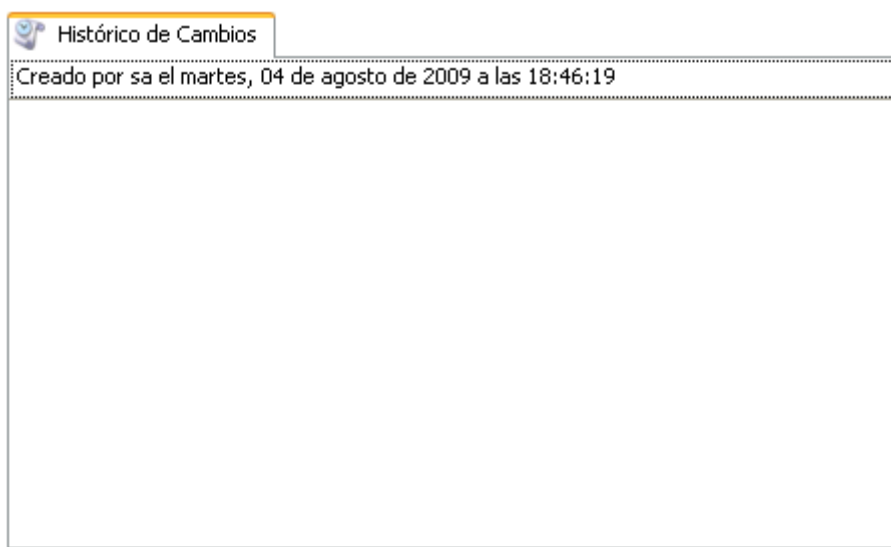 Histórico de Cambios
Creado por sa el martes, 04 de agosto de 2009 a las 18:46:19